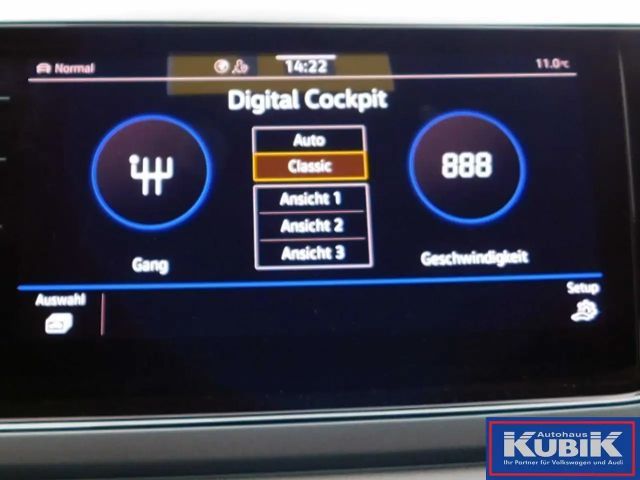 Normal
14:22
11.0°C
Digital Cockpit
Auto
Classic
888
Ansicht 1
Ansicht 2
Ansicht 3
Gang
Geschwindigkeit
Auswahl
Setup
Autohaus
KUBIK
Ihr Partner für Volkswagen und Audi